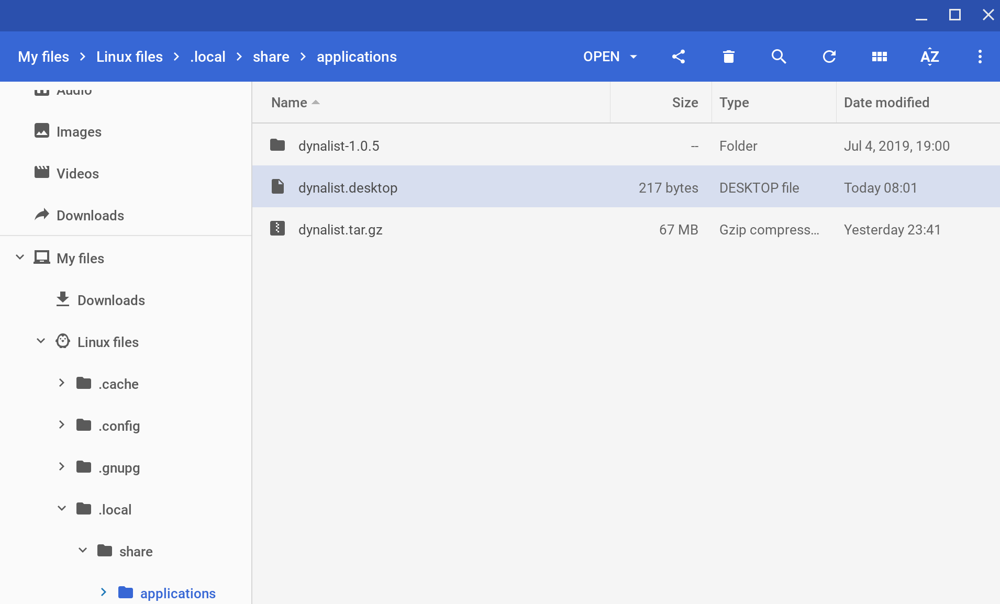 My files > Linux files > .local > share > applications
OPEN
AZ
Audio
Images
Videos
Downloads
My files
Downloads
Linux files
.cache
.config
.gnupg
.local
share
applications
Name Size Type Date modified
dynalist-1.0.5 -- Folder Jul 4, 2019, 19:00
dynalist.desktop 217 bytes DESKTOP file Today 08:01
dynalist.tar.gz 67 MB Gzip compress... Yesterday 23:41